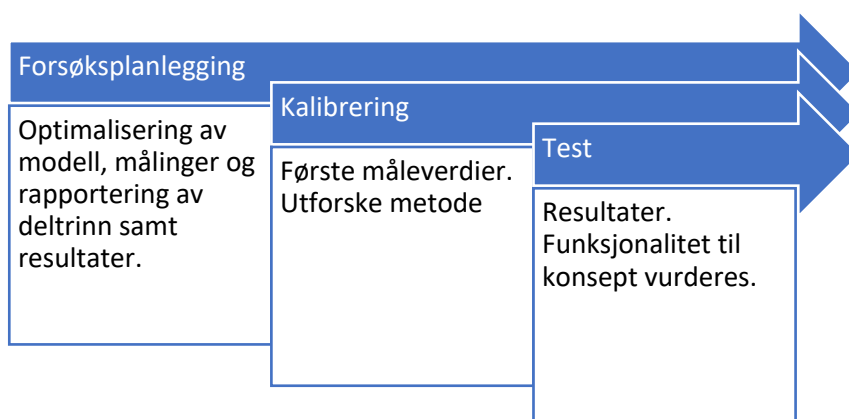 Forsøksplanlegging
Optimalisering av
modell, målinger og
rapportering av
deltrinn samt
resultater.
Kalibrering
Første måleverdier.
Utforske metode
Test
Resultater.
Funksjonalitet til
konsept vurderes.